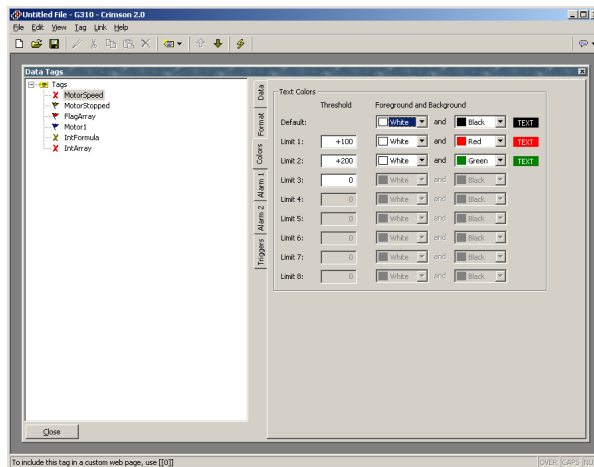 Untitled File - G310 - Crimson 2.0
File Edit View Tag Link Help
Data Tags
Tags
MotorSpeed
MotorStopped
FlagArray
Motor1
IntFormula
IntArray
Data
Format
Colors
Alarm 1
Alarm 2
Triggers
Text Colors
Threshold Foreground and Background
Default: White and Black TEXT
Limit 1: +100 White and Red TEXT
Limit 2: +200 White and Green TEXT
Limit 3: 0 White and Black
Limit 4: 0 White and Black
Limit 5: 0 White and Black
Limit 6: 0 White and Black
Limit 7: 0 White and Black
Limit 8: 0 White and Black
Close
To include this tag in a custom web page, use [[0]]
OVER CAPS NU